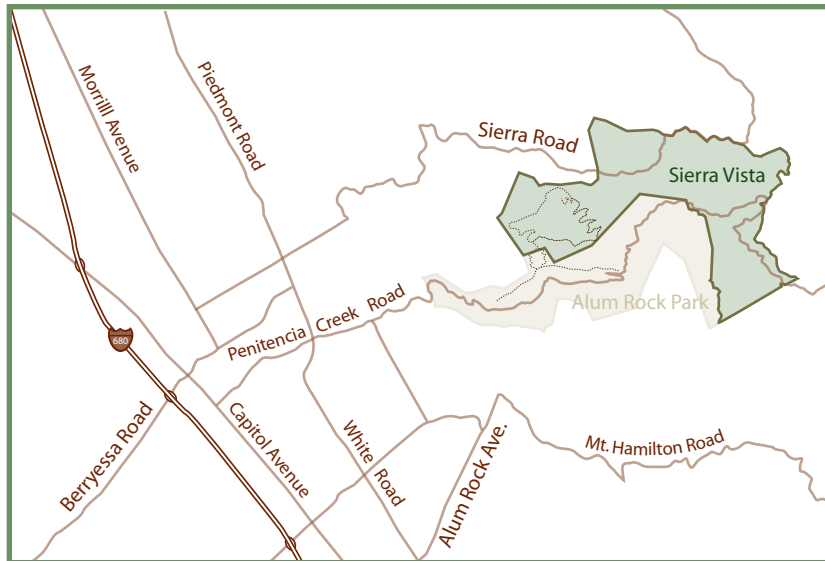 Morrilll Avenue
Piedmont Road
Sierra Road
Sierra Vista
Alum Rock Park
Penitencia Creek Road
680
Berryessa Road
Capitol Avenue
White Road
Alum Rock Ave.
Mt. Hamilton Road